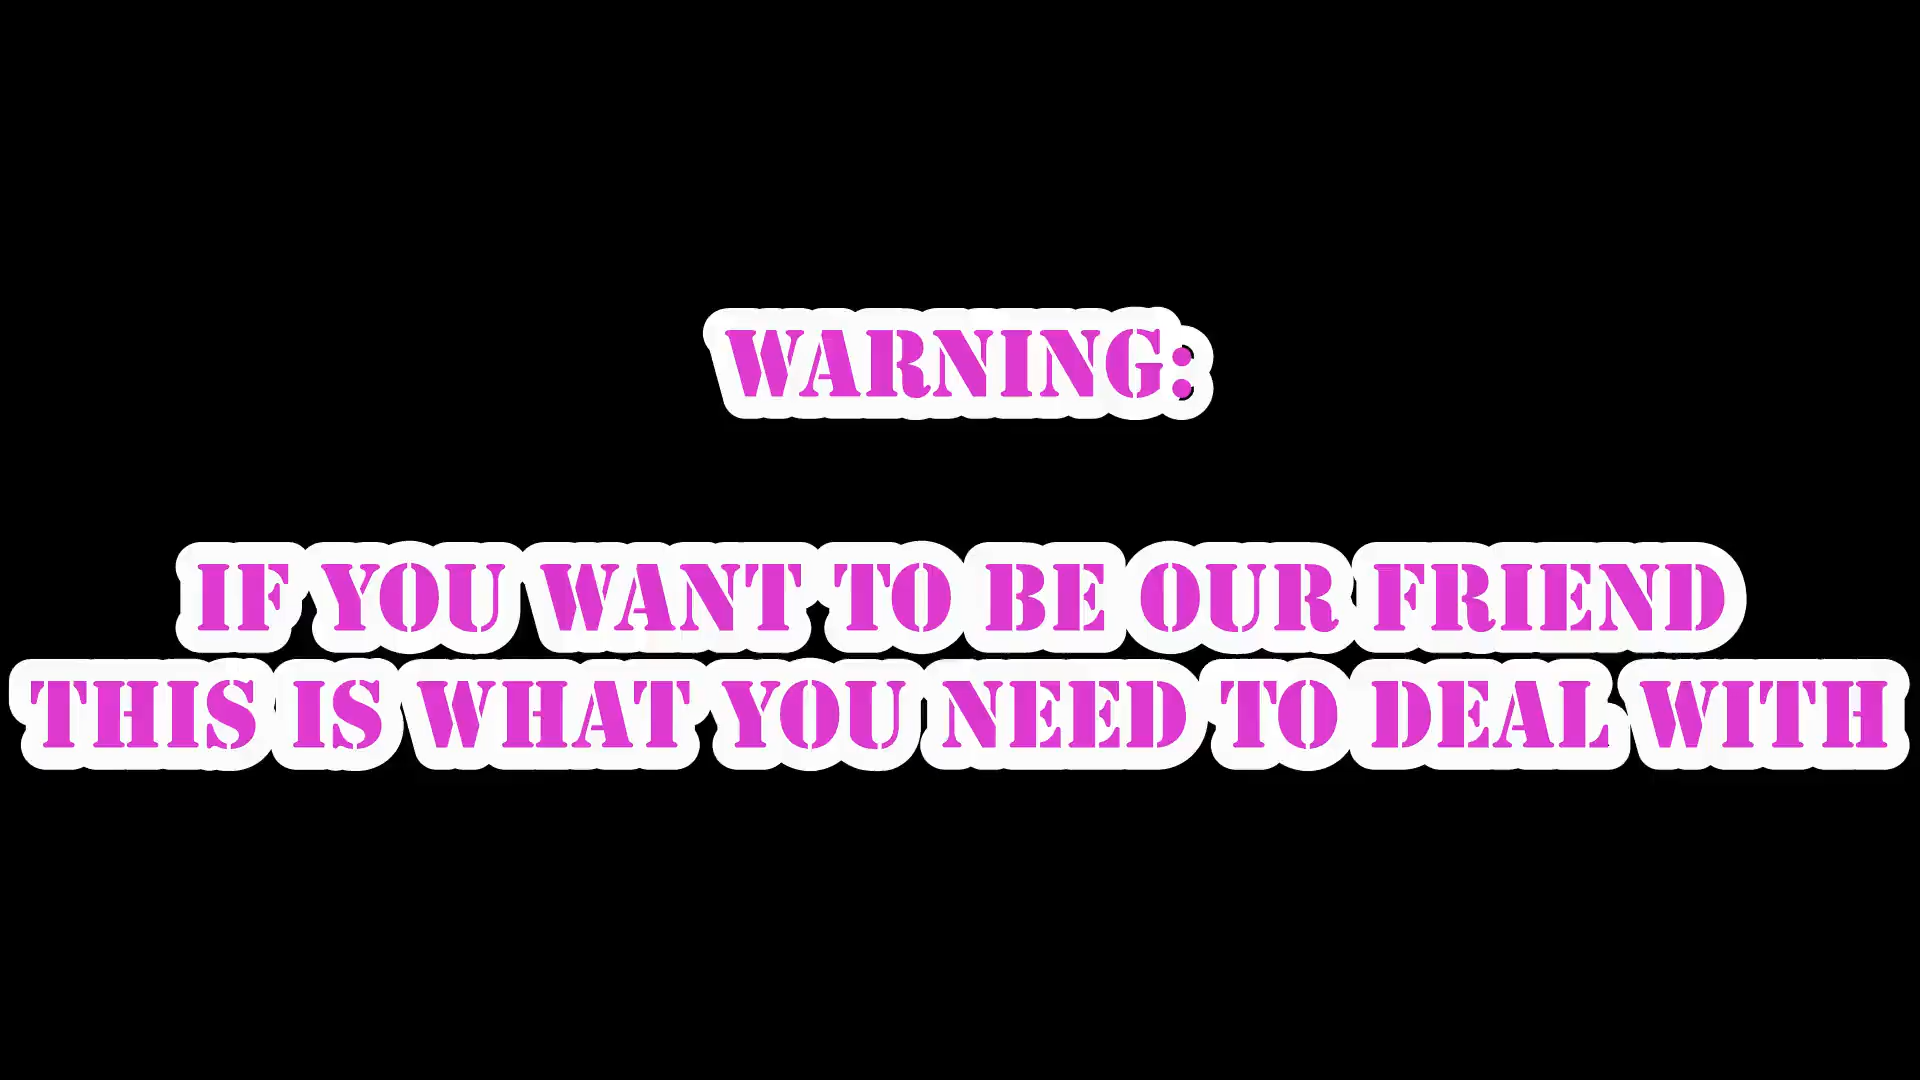 WARNING:
IF YOU WANT TO BE OUR FRIEND
THIS IS WHAT YOU NEED TO DEAL WITH